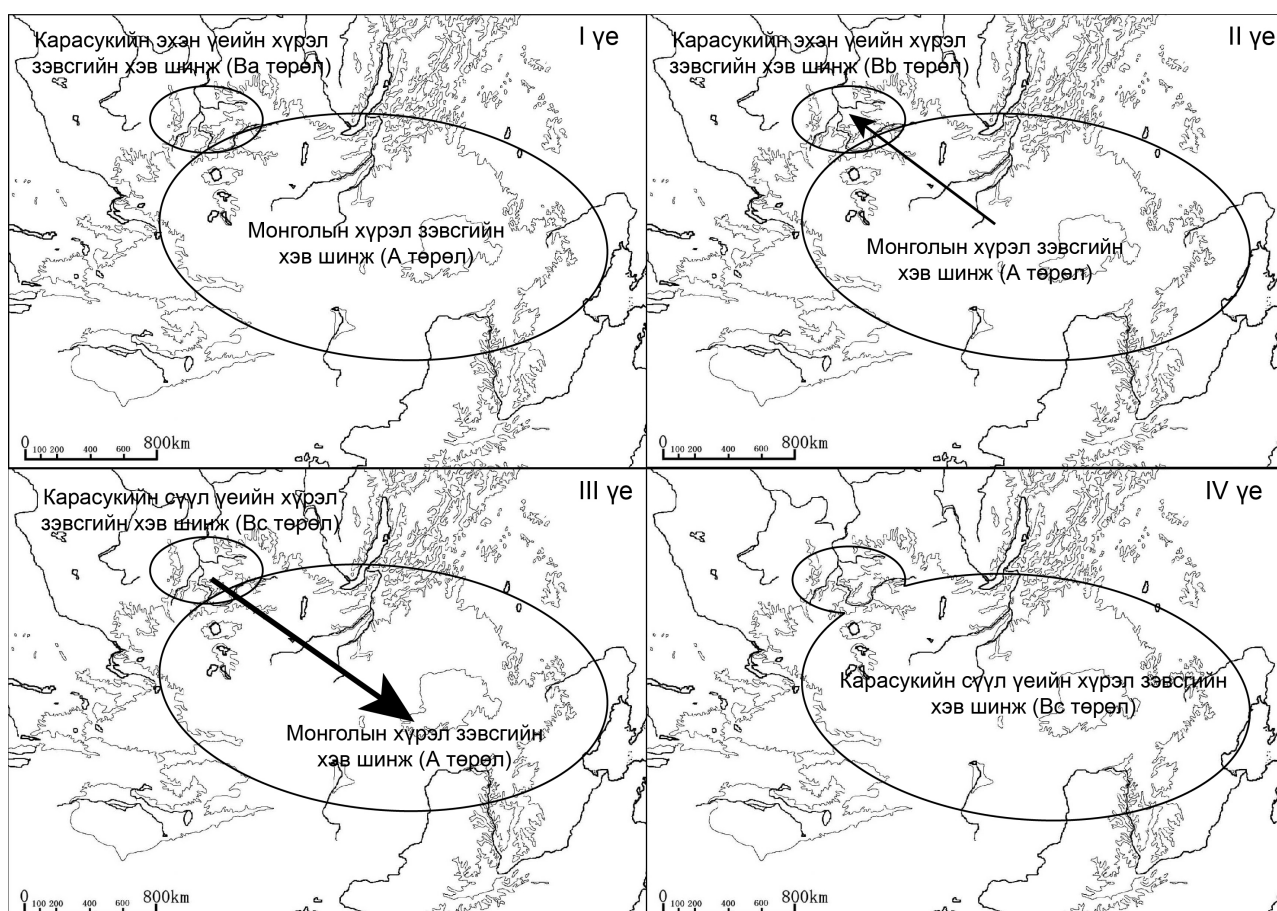 I үе
Карасукийн эхэн үеийн хүрэл
зэвсгийн хэв шинж (Ba төрөл)
Монголын хүрэл зэвсгийн
хэв шинж (А төрөл)
0 100 200 400 600 800km
II үе
Карасукийн эхэн үеийн хүрэл
зэвсгийн хэв шинж (Bb төрөл)
Монголын хүрэл зэвсгийн
хэв шинж (А төрөл)
0 100 200 400 600 800km
III үе
Карасукийн сүүл үеийн хүрэл
зэвсгийн хэв шинж (Bc төрөл)
Монголын хүрэл зэвсгийн
хэв шинж (А төрөл)
0 100 200 400 600 800km
IV үе
Карасукийн сүүл үеийн хүрэл зэвсгийн
хэв шинж (Bc төрөл)
0 100 200 400 600 800km